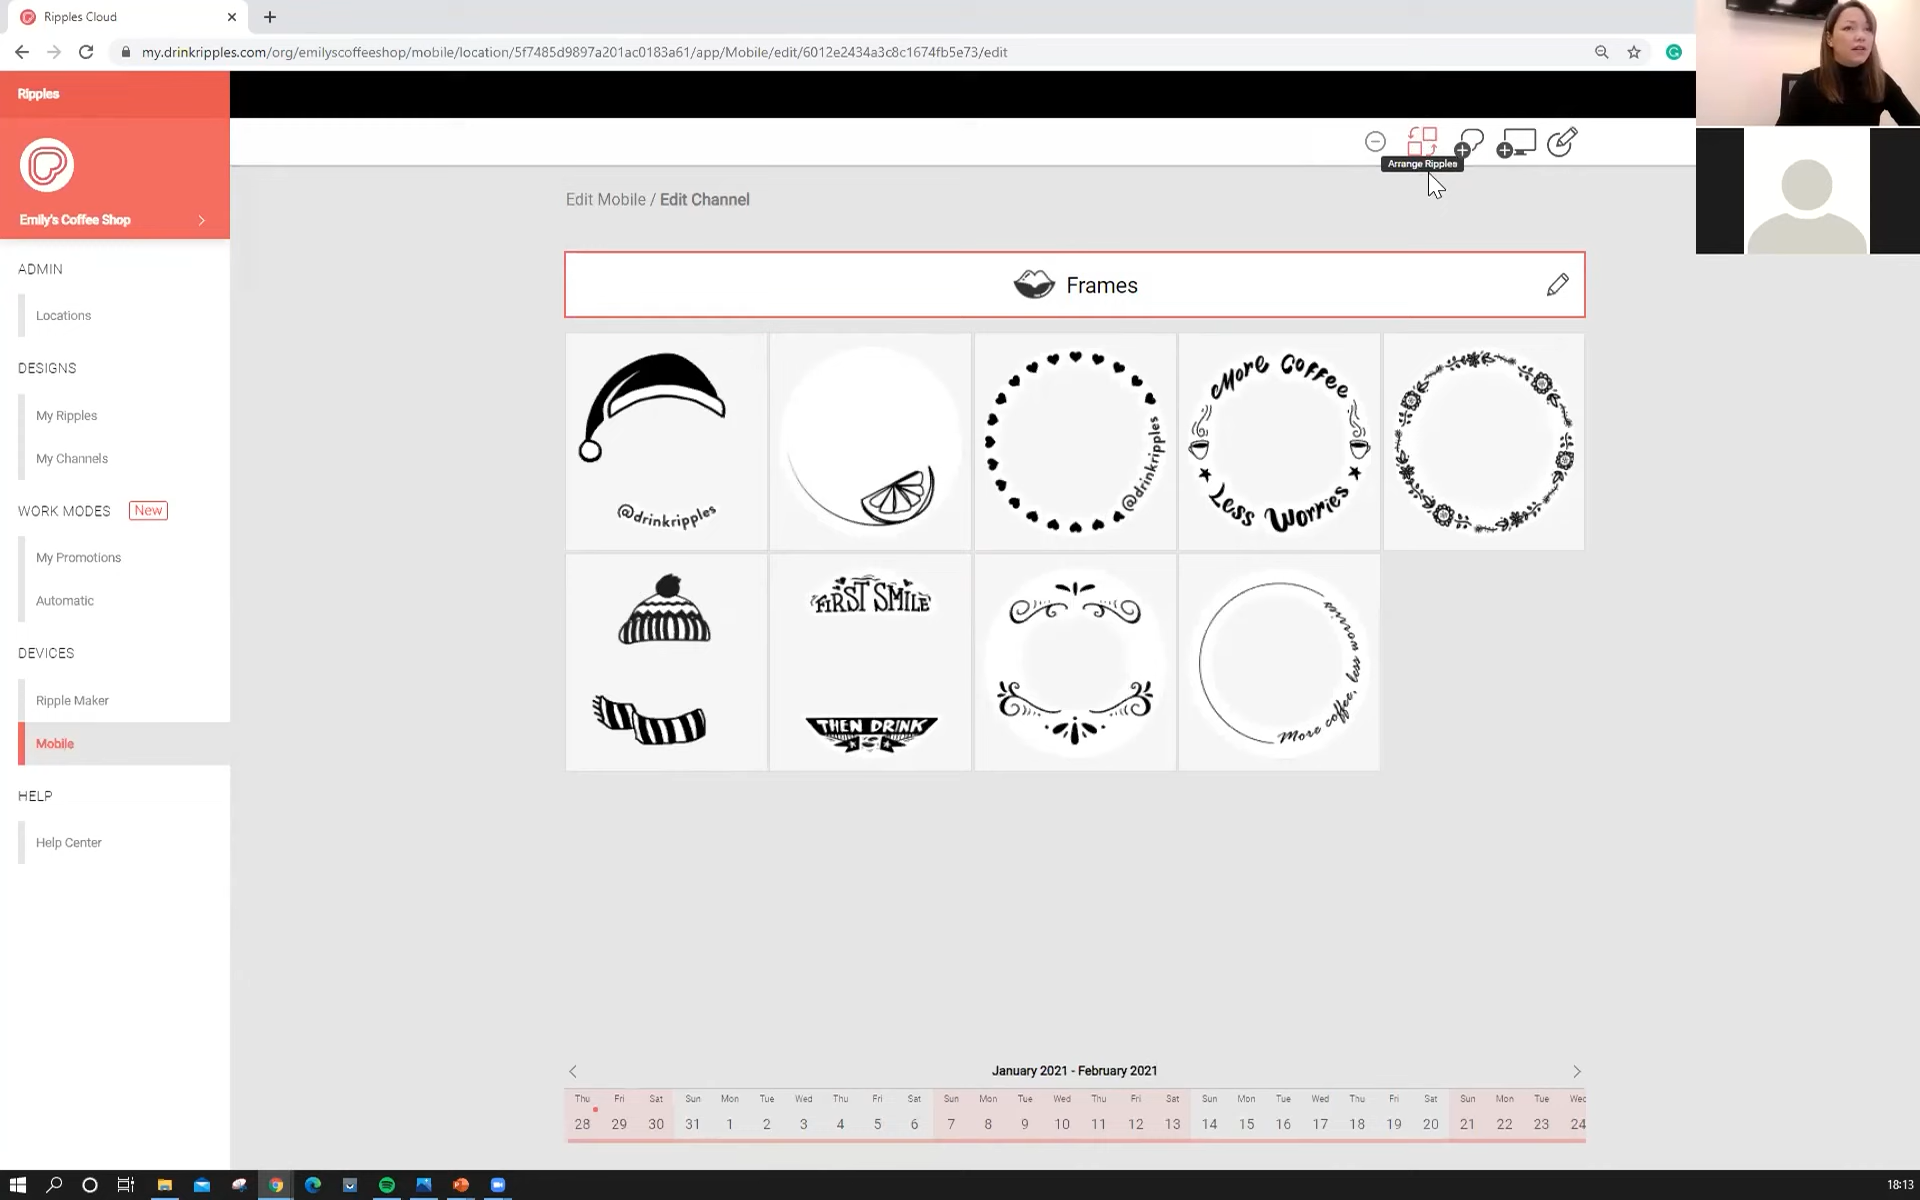 Ripples Cloud
my.drinkripples.com/org/emilyscoffeeshop/mobile/location/5f7485d9897a201ac0183a61/app/Mobile/edit/6012e2434a3c8c1674fb5e73/edit
Ripples
Emily's Coffee Shop
ADMIN
Locations
DESIGNS
My Ripples
My Channels
WORK MODES New
My Promotions
Automatic
DEVICES
Ripple Maker
Mobile
HELP
Help Center
Arrange Ripples
Edit Mobile / Edit Channel
Frames
@drinkripples
@drinkripples
More Coffee
Less Worries
FIRST SMILE
THEN DRINK
More coffee, less worries
January 2021 - February 2021
Thu Fri Sat Sun Mon Tue Wed Thu Fri Sat Sun Mon Tue Wed Thu Fri Sat Sun Mon Tue Wed Thu Fri Sat Sun Mon Tue Wed
28 29 30 31 1 2 3 4 5 6 7 8 9 10 11 12 13 14 15 16 17 18 19 20 21 22 23 24
18:13